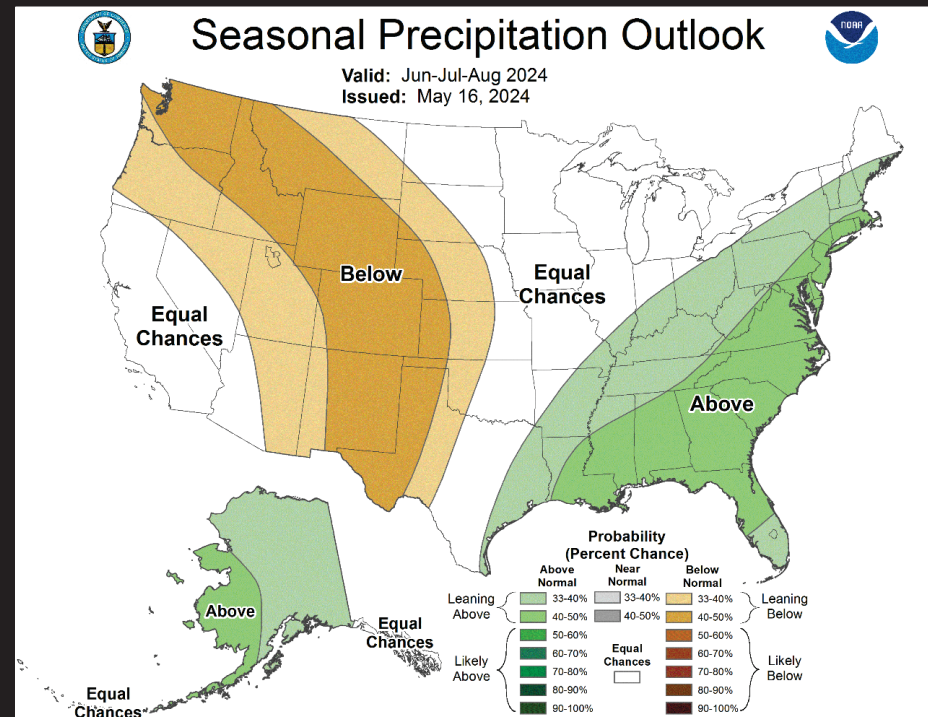 Seasonal Precipitation Outlook
NOAA
Valid: Jun-Jul-Aug 2024
Issued: May 16, 2024
Below
Equal
Chances
Equal
Chances
Above
Above
Equal
Chances
Equal
Chances
Probability
(Percent Chance)
Above
Normal
Near
Normal
Below
Normal
Leaning
Above
33-40%
33-40%
33-40%
Leaning
Below
40-50%
40-50%
40-50%
50-60%
50-60%
Likely
Above
60-70%
Equal
Chances
60-70%
Likely
Below
70-80%
70-80%
80-90%
80-90%
90-100%
90-100%